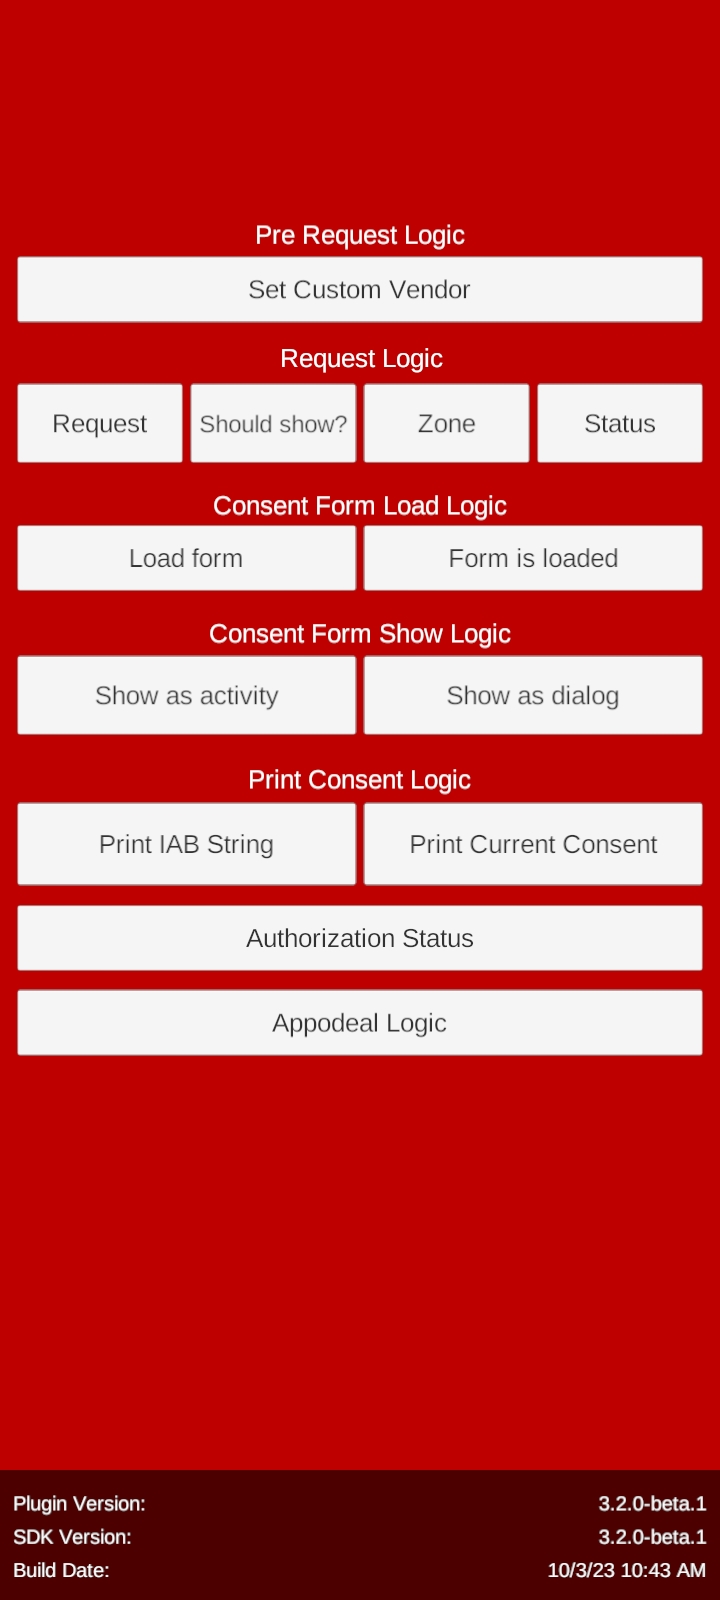 Pre Request Logic
Set Custom Vendor
Request Logic
Request Should show? Zone Status
Consent Form Load Logic
Load form Form is loaded
Consent Form Show Logic
Show as activity Show as dialog
Print Consent Logic
Print IAB String Print Current Consent
Authorization Status
Appodeal Logic
Plugin Version: 3.2.0-beta.1
SDK Version: 3.2.0-beta.1
Build Date: 10/3/23 10:43 AM